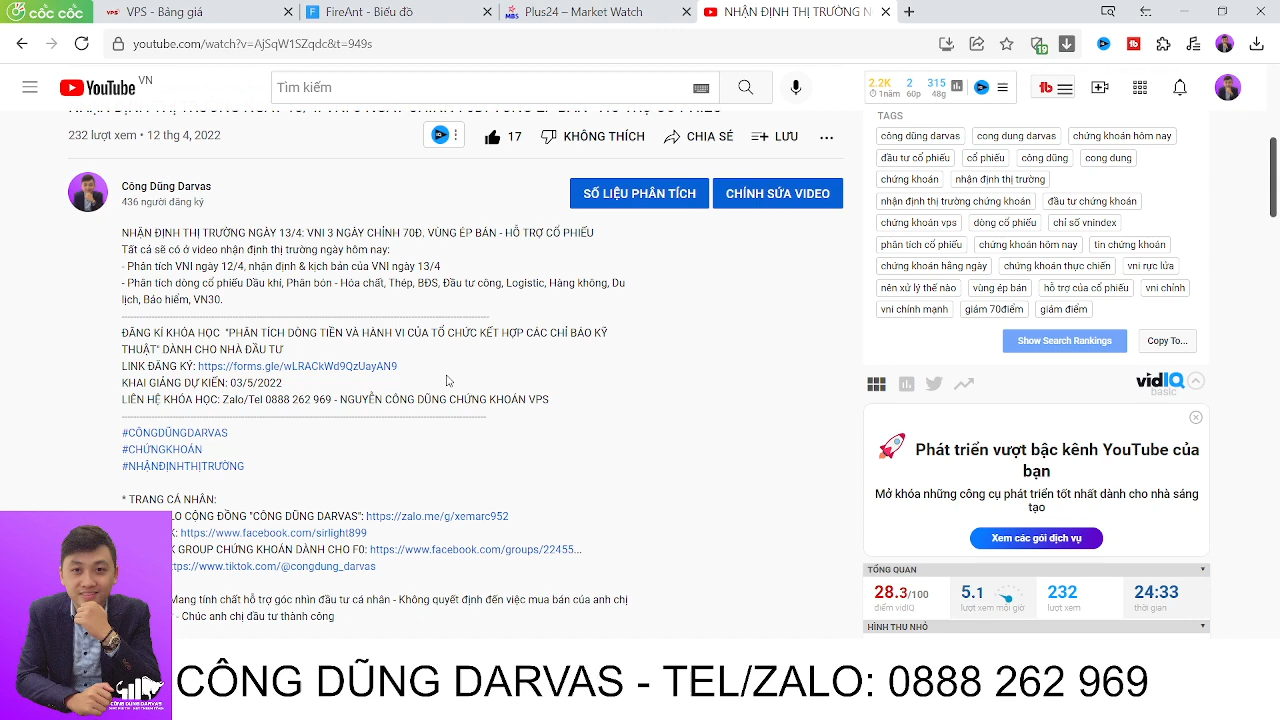 CỐC CỐC
VPS - Bảng giá
FireAnt - Biểu đồ
Plus24 – Market Watch
NHẬN ĐỊNH THỊ TRƯỜNG N
youtube.com/watch?v=AjSqW1SZqdc&t=949s
19
YouTube VN
Tìm kiếm
2.2K 2 315
1năm 60p 48g
232 lượt xem • 12 thg 4, 2022
17
KHÔNG THÍCH
CHIA SẺ
LƯU
Công Dũng Darvas
436 người đăng ký
SỐ LIỆU PHÂN TÍCH
CHỈNH SỬA VIDEO
NHẬN ĐỊNH THỊ TRƯỜNG NGÀY 13/4: VNI 3 NGÀY CHỈNH 70Đ. VÙNG ÉP BÁN - HỖ TRỢ CỔ PHIẾU
Tất cả sẽ có ở video nhận định thị trường ngày hôm nay:
- Phân tích VNI ngày 12/4, nhận định & kịch bản của VNI ngày 13/4
- Phân tích dòng cổ phiếu Dầu khí, Phân bón - Hóa chất, Thép, BĐS, Đầu tư công, Logistic, Hàng không, Du
lịch, Bảo hiểm, VN30.
ĐĂNG KÍ KHÓA HỌC "PHÂN TÍCH DÒNG TIỀN VÀ HÀNH VI CỦA TỔ CHỨC KẾT HỢP CÁC CHỈ BÁO KỸ
THUẬT" DÀNH CHO NHÀ ĐẦU TƯ
LINK ĐĂNG KÝ: https://forms.gle/wLRACkWd9QzUayAN9
KHAI GIẢNG DỰ KIẾN: 03/5/2022
LIÊN HỆ KHÓA HỌC: Zalo/Tel 0888 262 969 - NGUYỄN CÔNG DŨNG CHỨNG KHOÁN VPS
#CÔNGDŨNGDARVAS
#CHỨNGKHOÁN
#NHẬNĐỊNHTHỊTRƯỜNG
* TRANG CÁ NHÂN:
O CỘNG ĐỒNG "CÔNG DŨNG DARVAS": https://zalo.me/g/xemarc952
K: https://www.facebook.com/sirlight899
K GROUP CHỨNG KHOÁN DÀNH CHO F0: https://www.facebook.com/groups/22455...
ttps://www.tiktok.com/@congdung_darvas
Mang tính chất hỗ trợ góc nhìn đầu tư cá nhân - Không quyết định đến việc mua bán của anh chị
- Chúc anh chị đầu tư thành công
TAGS
công dũng darvas
cong dung darvas
chứng khoán hôm nay
đầu tư cổ phiếu
cổ phiếu
công dũng
cong dung
chứng khoán
nhận định thị trường
nhận định thị trường chứng khoán
đầu tư chứng khoán
chứng khoán vps
dòng cổ phiếu
chỉ số vnindex
phân tích cổ phiếu
chứng khoán hôm nay
tin chứng khoán
chứng khoán hằng ngày
chứng khoán thực chiến
vni rực lửa
nên xử lý thế nào
vùng ép bán
hỗ trợ của cổ phiếu
vni chỉnh
vni chỉnh mạnh
giảm 70điểm
giảm điểm
Show Search Rankings
Copy To...
vidIQ
basic
Phát triển vượt bậc kênh YouTube của
bạn
Mở khóa những công cụ phát triển tốt nhất dành cho nhà sáng
tạo
Xem các gói dịch vụ
TỔNG QUAN
28.3/100 5.1 232 24:33
điểm vidIQ lượt xem mỗi giờ lượt xem thời gian
HÌNH THU NHỎ
CÔNG DŨNG DARVAS - TEL/ZALO: 0888 262 969
CÔNG DŨNG DARVAS